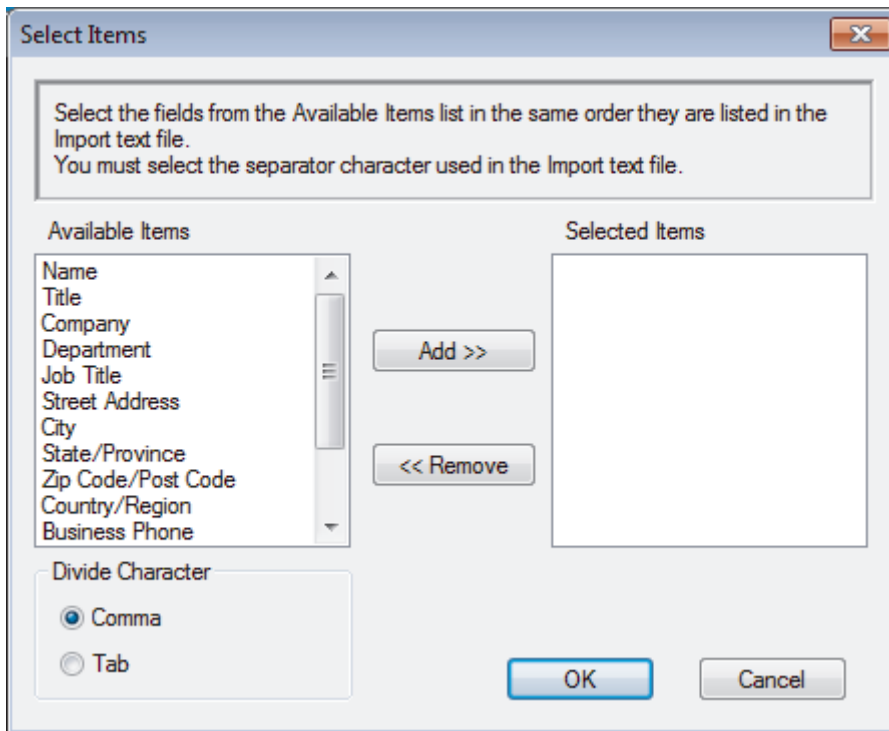 Select Items
Select the fields from the Available Items list in the same order they are listed in the
Import text file.
You must select the separator character used in the Import text file.
Available Items
Name
Title
Company
Department
Job Title
Street Address
City
State/Province
Zip Code/Post Code
Country/Region
Business Phone
Add >>
<< Remove
Selected Items
Divide Character
Comma
Tab
OK
Cancel